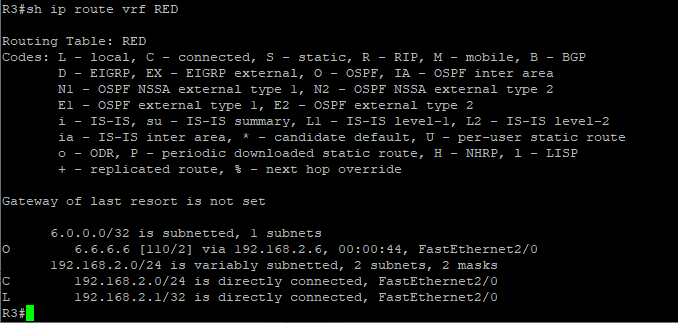 R3#sh ip route vrf RED
Routing Table: RED
Codes: L - local, C - connected, S - static, R - RIP, M - mobile, B - BGP
D - EIGRP, EX - EIGRP external, O - OSPF, IA - OSPF inter area
N1 - OSPF NSSA external type 1, N2 - OSPF NSSA external type 2
E1 - OSPF external type 1, E2 - OSPF external type 2
i - IS-IS, su - IS-IS summary, L1 - IS-IS level-1, L2 - IS-IS level-2
ia - IS-IS inter area, * - candidate default, U - per-user static route
o - ODR, P - periodic downloaded static route, H - NHRP, l - LISP
+ - replicated route, % - next hop override
Gateway of last resort is not set
6.0.0.0/32 is subnetted, 1 subnets
O 6.6.6.6 [110/2] via 192.168.2.6, 00:00:44, FastEthernet2/0
192.168.2.0/24 is variably subnetted, 2 subnets, 2 masks
C 192.168.2.0/24 is directly connected, FastEthernet2/0
L 192.168.2.1/32 is directly connected, FastEthernet2/0
R3#